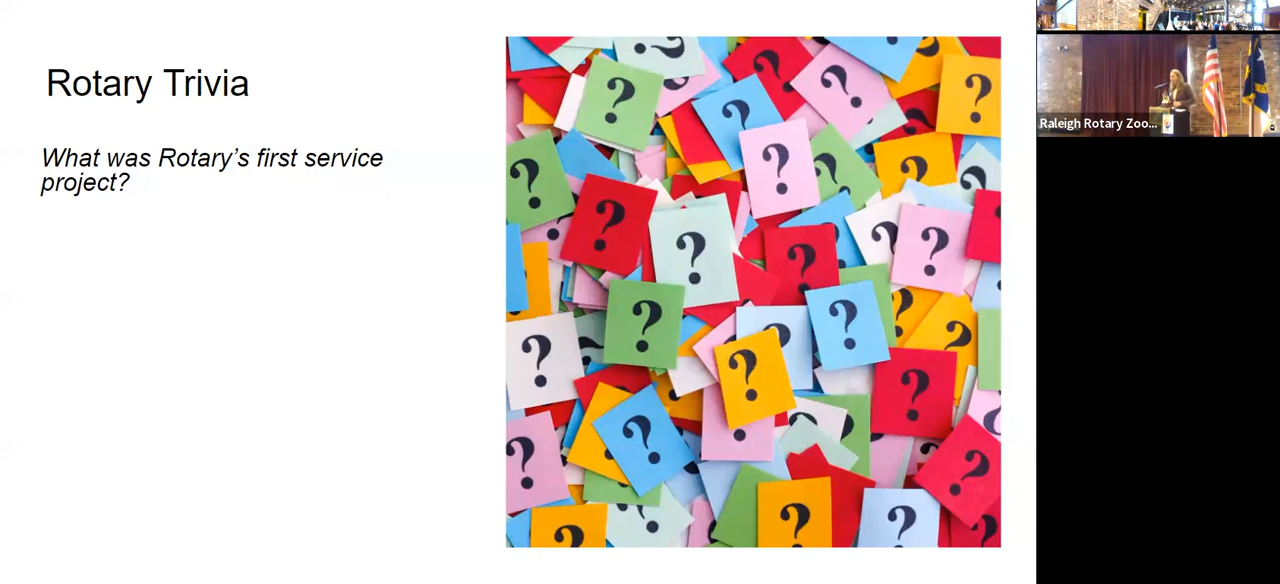 Rotary Trivia
What was Rotary's first service
project?
Raleigh Rotary Zoo...